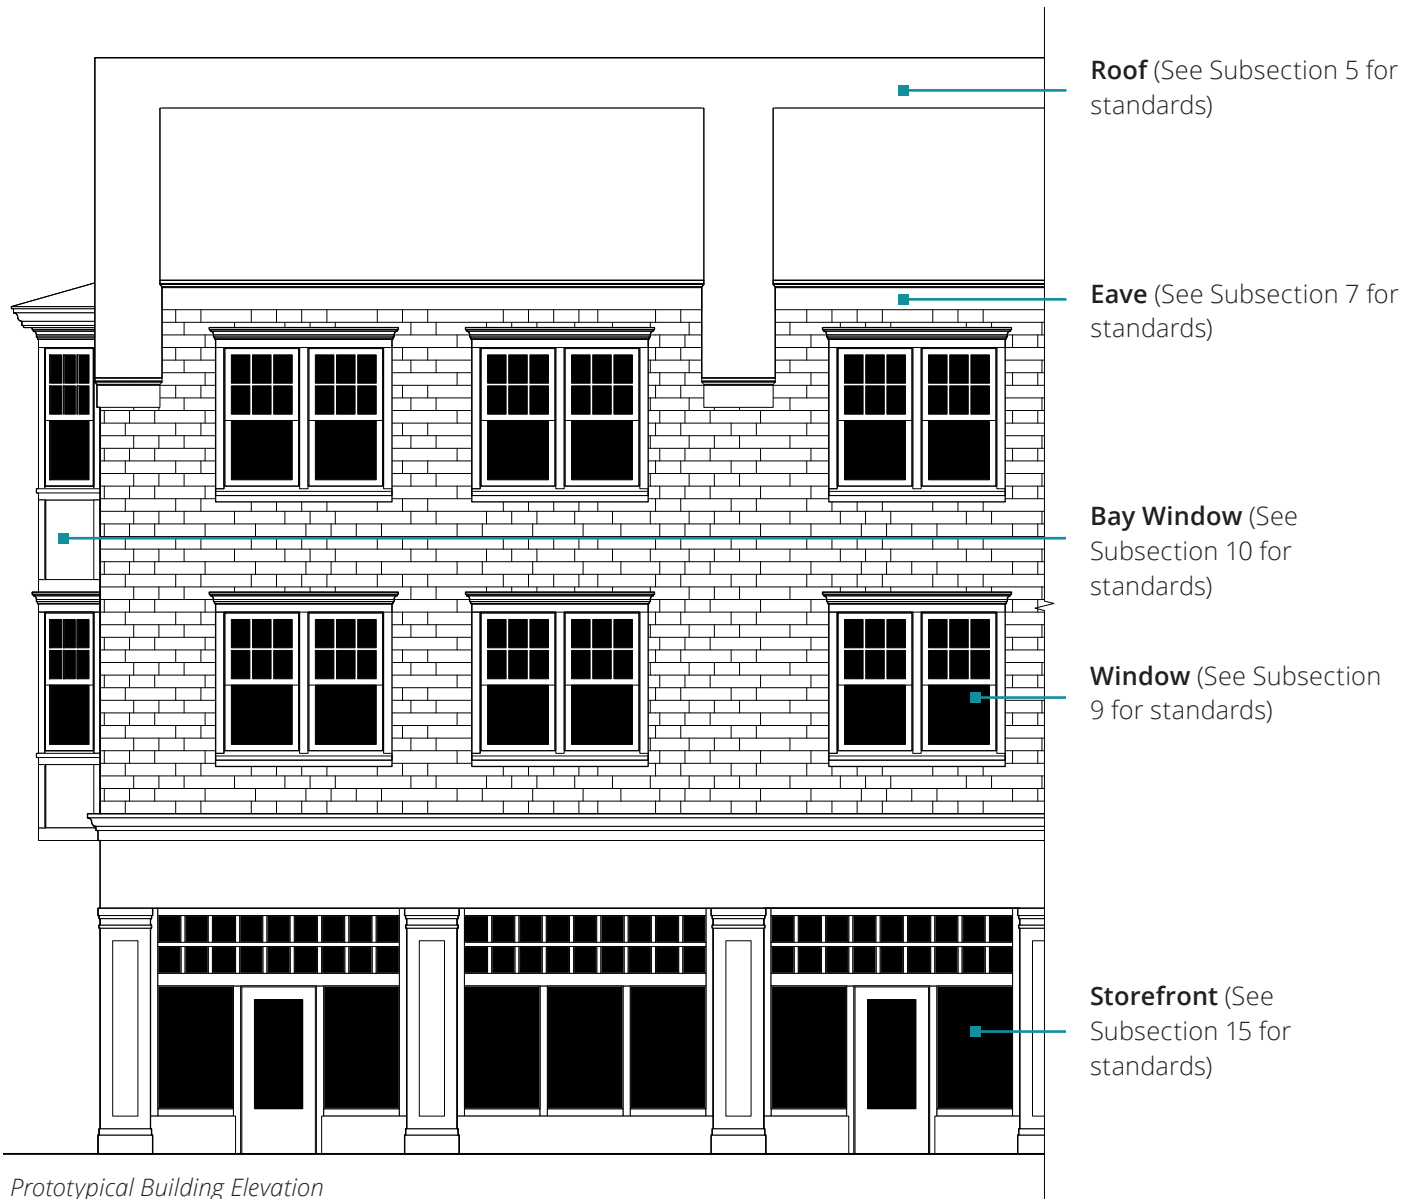 Roof (See Subsection 5 for
standards)
Eave (See Subsection 7 for
standards)
Bay Window (See
Subsection 10 for
standards)
Window (See Subsection
9 for standards)
Storefront (See
Subsection 15 for
standards)
Prototypical Building Elevation